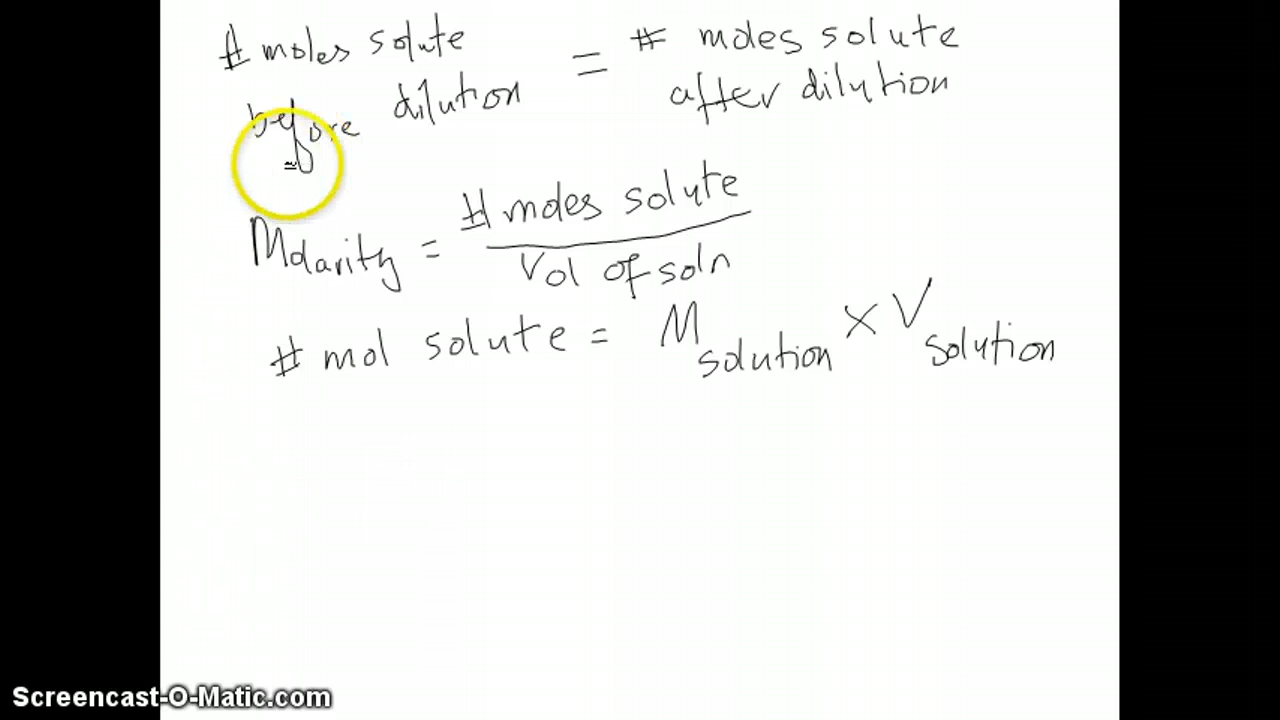 # moles solute
before dilution
=
# moles solute
after dilution
Molarity = # moles solute
Vol of soln
# mol solute = M solution × V solution
Screencast-O-Matic.com